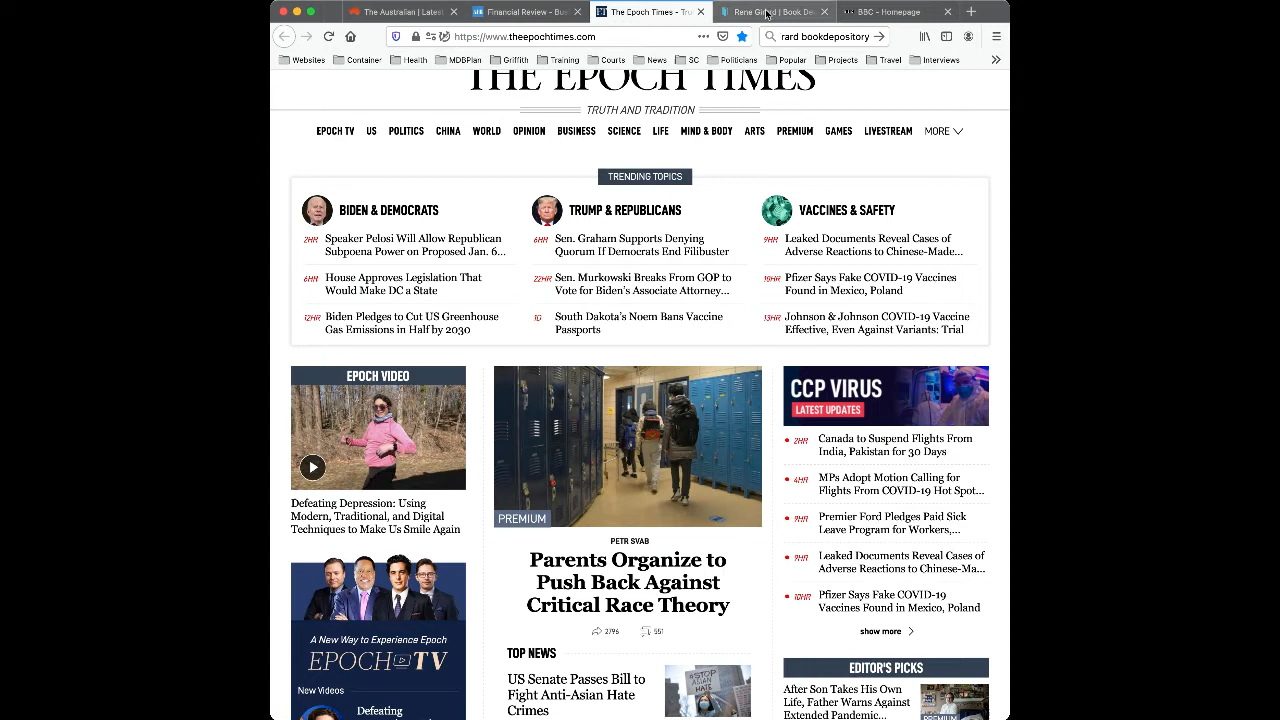 The Australian | Latest
Financial Review - Bus
The Epoch Times - Tru
Rene Gi d | Book De
BBC - Homepage
https://www.theepochtimes.com
rard bookdepository
Websites Container Health MDBPlan Griffith Training Courts News SC Politicians Popular Projects Travel Interviews
THE EPOCH TIMES
TRUTH AND TRADITION
EPOCH TV US POLITICS CHINA WORLD OPINION BUSINESS SCIENCE LIFE MIND & BODY ARTS PREMIUM GAMES LIVESTREAM MORE
TRENDING TOPICS
BIDEN & DEMOCRATS
2HR Speaker Pelosi Will Allow Republican
Subpoena Power on Proposed Jan. 6...
6HR House Approves Legislation That
Would Make DC a State
12HR Biden Pledges to Cut US Greenhouse
Gas Emissions in Half by 2030
TRUMP & REPUBLICANS
6HR Sen. Graham Supports Denying
Quorum If Democrats End Filibuster
22HR Sen. Murkowski Breaks From GOP to
Vote for Biden's Associate Attorney...
1D South Dakota's Noem Bans Vaccine
Passports
VACCINES & SAFETY
9HR Leaked Documents Reveal Cases of
Adverse Reactions to Chinese-Made...
10HR Pfizer Says Fake COVID-19 Vaccines
Found in Mexico, Poland
13HR Johnson & Johnson COVID-19 Vaccine
Effective, Even Against Variants: Trial
EPOCH VIDEO
Defeating Depression: Using
Modern, Traditional, and Digital
Techniques to Make Us Smile Again
A New Way to Experience Epoch
EPOCH TV
New Videos
Defeating
PREMIUM
PETR SVAB
Parents Organize to
Push Back Against
Critical Race Theory
2796 551
TOP NEWS
US Senate Passes Bill to
Fight Anti-Asian Hate
Crimes
#STOP
ASIAN
HATE
CCP VIRUS
LATEST UPDATES
2HR Canada to Suspend Flights From
India, Pakistan for 30 Days
4HR MPs Adopt Motion Calling for
Flights From COVID-19 Hot Spot...
9HR Premier Ford Pledges Paid Sick
Leave Program for Workers,...
9HR Leaked Documents Reveal Cases of
Adverse Reactions to Chinese-Ma...
10HR Pfizer Says Fake COVID-19
Vaccines Found in Mexico, Poland
show more
EDITOR'S PICKS
After Son Takes His Own
Life, Father Warns Against
Extended Pandemic...
PREMIUM